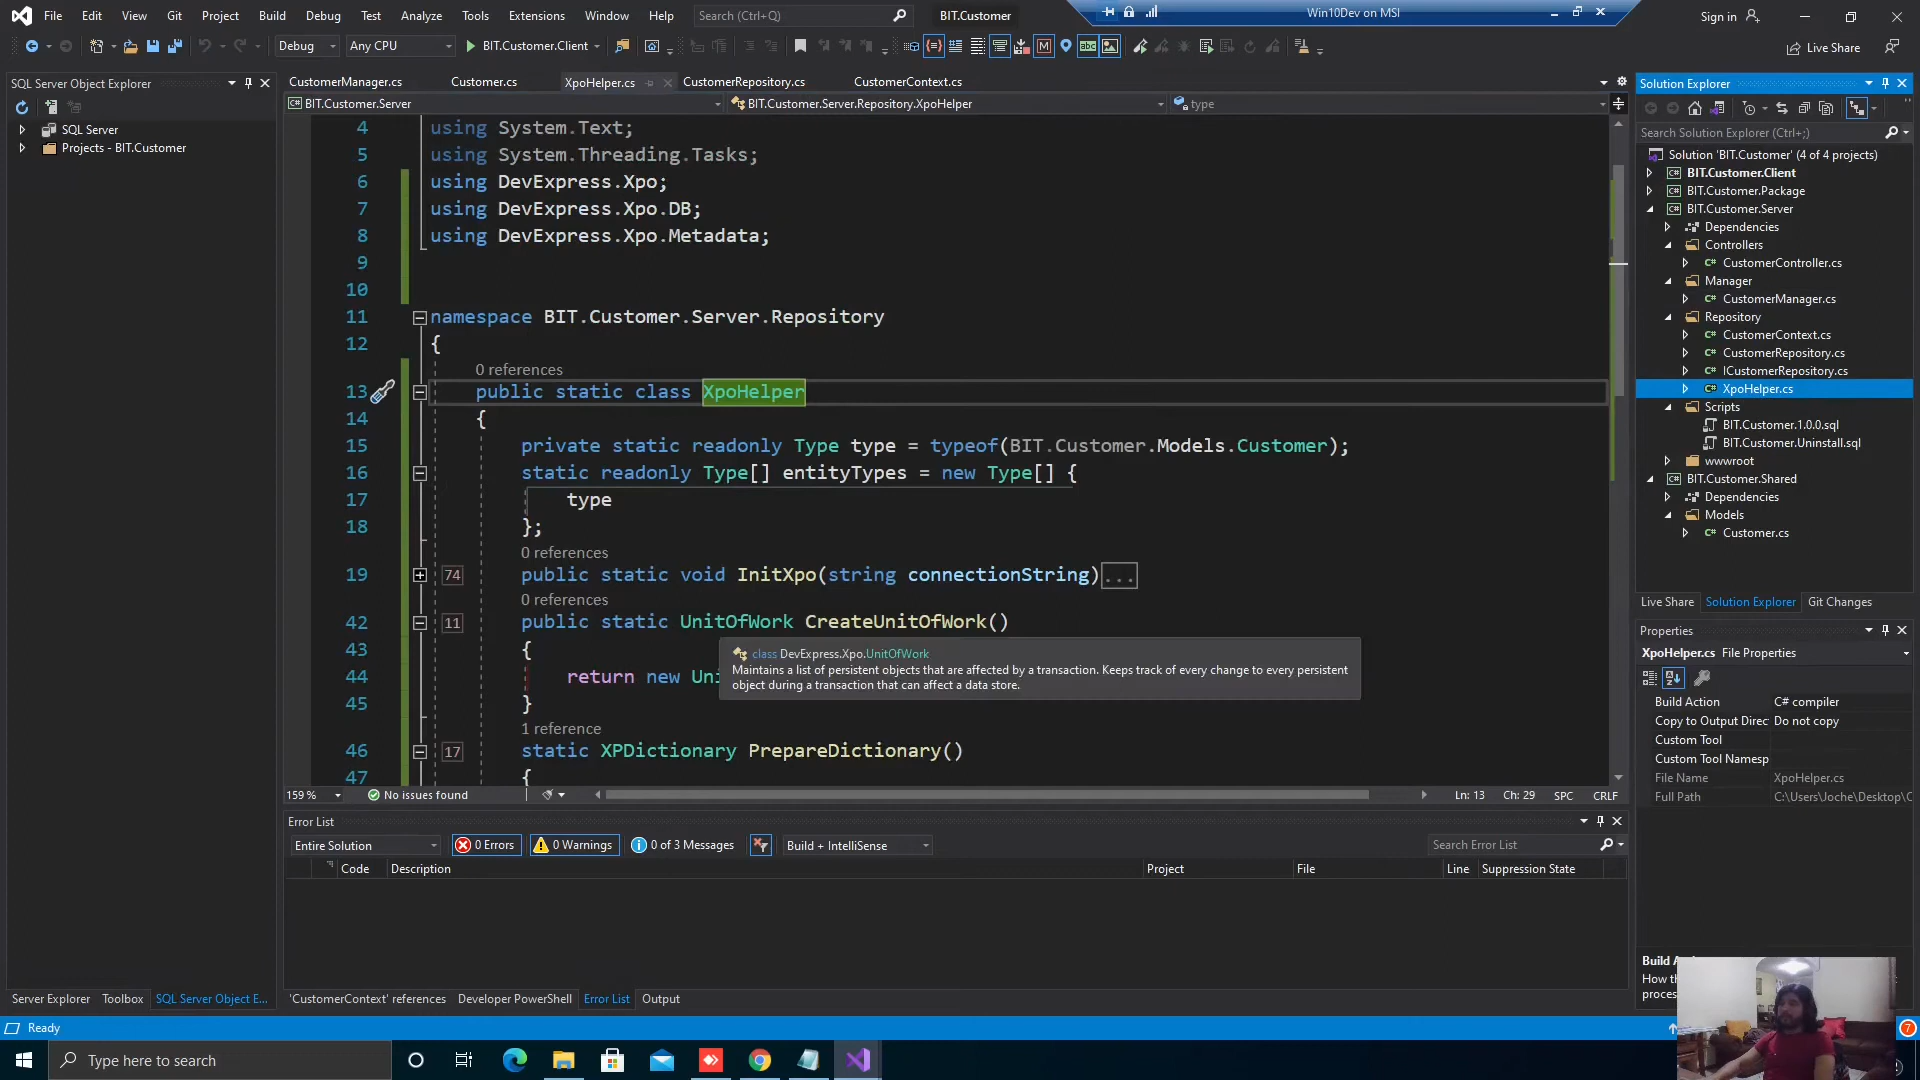 File Edit View Git Project Build Debug Test Analyze Tools Extensions Window Help Search (Ctrl+Q) BIT.Customer Win10Dev on MSI Sign in
Debug Any CPU BIT.Customer.Client Live Share
SQL Server Object Explorer
SQL Server
Projects - BIT.Customer
CustomerManager.cs Customer.cs XpoHelper.cs CustomerRepository.cs CustomerContext.cs
BIT.Customer.Server BIT.Customer.Server.Repository.XpoHelper type
4 using System.Text;
5 using System.Threading.Tasks;
6 using DevExpress.Xpo;
7 using DevExpress.Xpo.DB;
8 using DevExpress.Xpo.Metadata;
9
10
11 namespace BIT.Customer.Server.Repository
12 {
0 references
13 public static class XpoHelper
14 {
15 private static readonly Type type = typeof(BIT.Customer.Models.Customer);
16 static readonly Type[] entityTypes = new Type[] {
17 type
18 };
0 references
19 74 public static void InitXpo(string connectionString)...
0 references
42 11 public static UnitOfWork CreateUnitOfWork()
43 {
class DevExpress.Xpo.UnitOfWork
Maintains a list of persistent objects that are affected by a transaction. Keeps track of every change to every persistent
object during a transaction that can affect a data store.
44 return new Uni
45 }
1 reference
46 17 static XPDictionary PrepareDictionary()
47 {
159 % No issues found Ln: 13 Ch: 29 SPC CRLF
Error List
Entire Solution 0 Errors 0 Warnings 0 of 3 Messages Build + IntelliSense Search Error List
Code Description Project File Line Suppression State
Server Explorer Toolbox SQL Server Object E... 'CustomerContext' references Developer PowerShell Error List Output
Ready
Type here to search
Solution Explorer
Search Solution Explorer (Ctrl+;)
Solution 'BIT.Customer' (4 of 4 projects)
BIT.Customer.Client
BIT.Customer.Package
BIT.Customer.Server
Dependencies
Controllers
CustomerController.cs
Manager
CustomerManager.cs
Repository
CustomerContext.cs
CustomerRepository.cs
ICustomerRepository.cs
XpoHelper.cs
Scripts
BIT.Customer.1.0.0.sql
BIT.Customer.Uninstall.sql
wwwroot
BIT.Customer.Shared
Dependencies
Models
Customer.cs
Live Share Solution Explorer Git Changes
Properties
XpoHelper.cs File Properties
Build Action C# compiler
Copy to Output Direc Do not copy
Custom Tool
Custom Tool Namesp
File Name XpoHelper.cs
Full Path C:\Users\Joche\Desktop\C
Build A
How th
proces
7